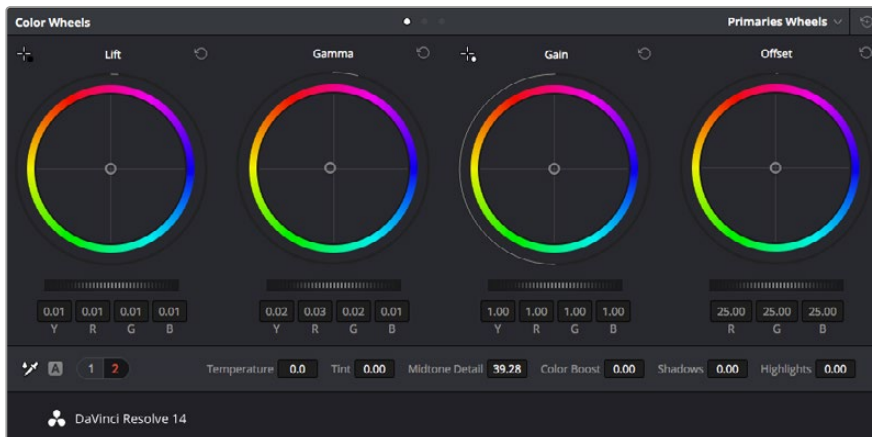 Color Wheels Primaries Wheels
Lift Gamma Gain Offset
0.01 0.01 0.01 0.01 0.02 0.03 0.02 0.01 1.00 1.00 1.00 1.00 25.00 25.00 25.00
Y R G B Y R G B Y R G B R G B
A 1 2 Temperature 0.0 Tint 0.00 Midtone Detail 39.28 Color Boost 0.00 Shadows 0.00 Highlights 0.00
DaVinci Resolve 14